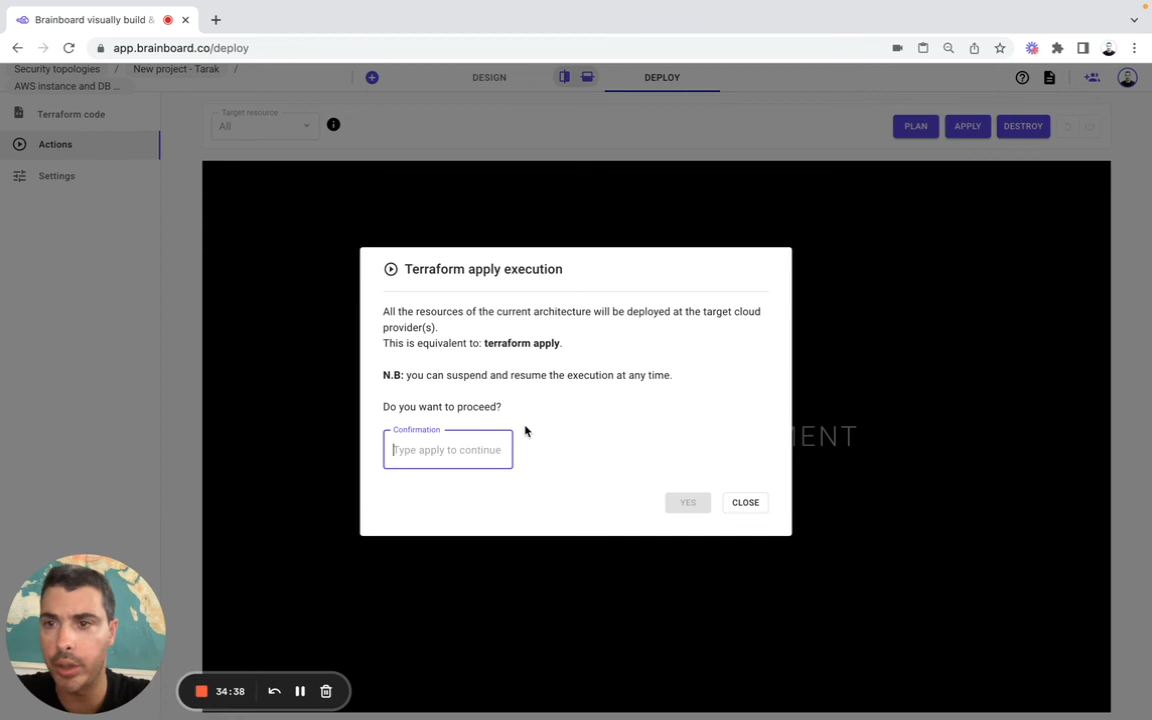 Brainboard visually build &
app.brainboard.co/deploy
Security topologies / New project - Tarak /
AWS instance and DB ...
DESIGN
DEPLOY
Terraform code
Actions
Settings
Target resource
All
PLAN
APPLY
DESTROY
Terraform apply execution
All the resources of the current architecture will be deployed at the target cloud
provider(s).
This is equivalent to: terraform apply.
N.B: you can suspend and resume the execution at any time.
Do you want to proceed?
Confirmation
Type apply to continue
MENT
YES
CLOSE
34:38